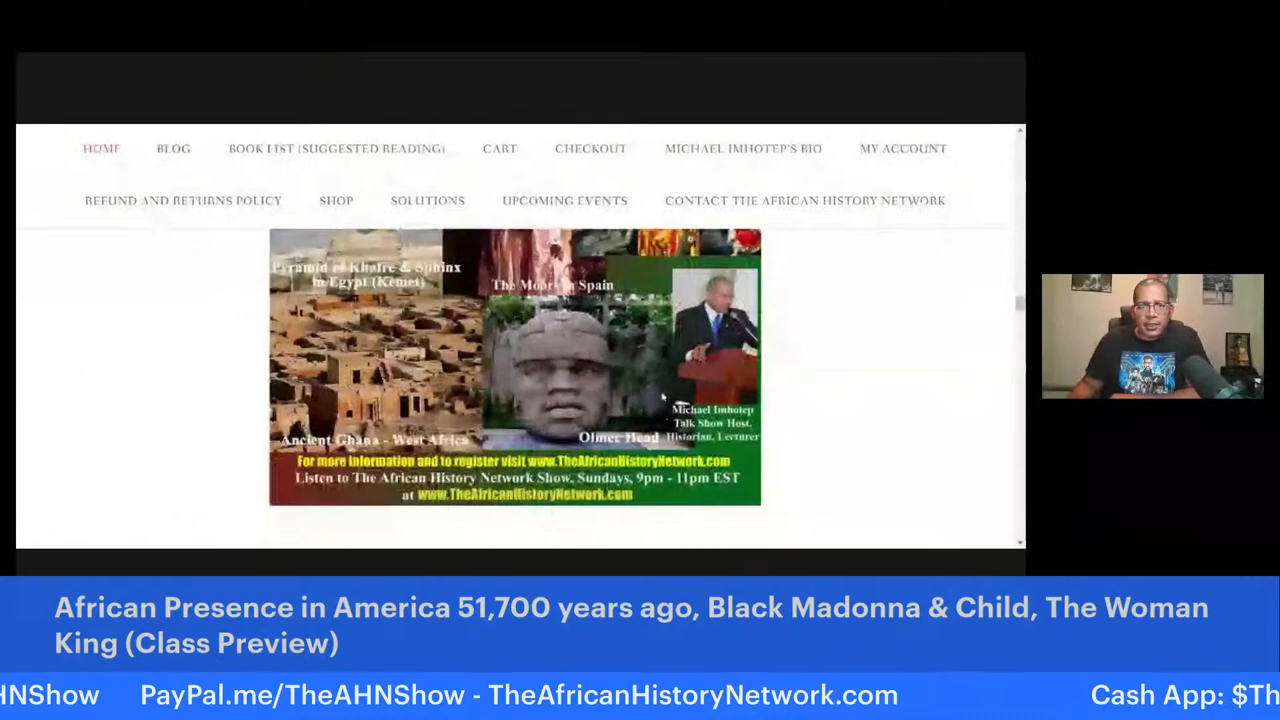 HOME BLOG BOOK LIST (SUGGESTED READING) CART CHECKOUT MICHAEL IMHOTEP'S BIO MY ACCOUNT
REFUND AND RETURNS POLICY SHOP SOLUTIONS UPCOMING EVENTS CONTACT THE AFRICAN HISTORY NETWORK
Pyramid of Khafre & Sphinx
in Egypt (Kemet)
The Moors in Spain
Michael Imhotep
Talk Show Host,
Historian, Lecturer
Ancient Ghana - West Africa
Olmec Head
For more information and to register visit www.TheAfricanHistoryNetwork.com
Listen to The African History Network Show, Sundays, 9pm - 11pm EST
at www.TheAfricanHistoryNetwork.com
African Presence in America 51,700 years ago, Black Madonna & Child, The Woman
King (Class Preview)
HNShow PayPal.me/TheAHNShow - TheAfricanHistoryNetwork.com Cash App: $Th